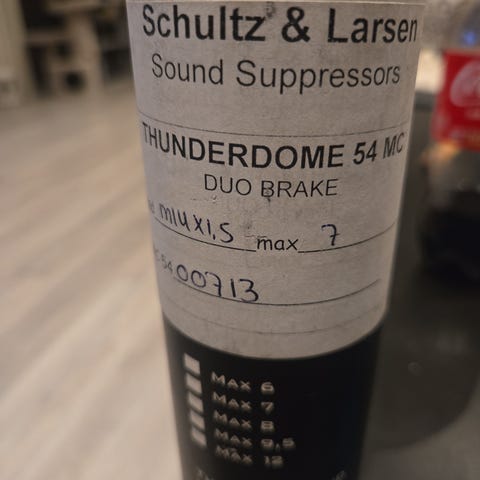 Schultz & Larsen
Sound Suppressors
THUNDERDOME 54 MC
DUO BRAKE
m14x1,5 max 7
5400713
MAX 6
MAX 7
MAX 8
MAX 9,5
MAX 12